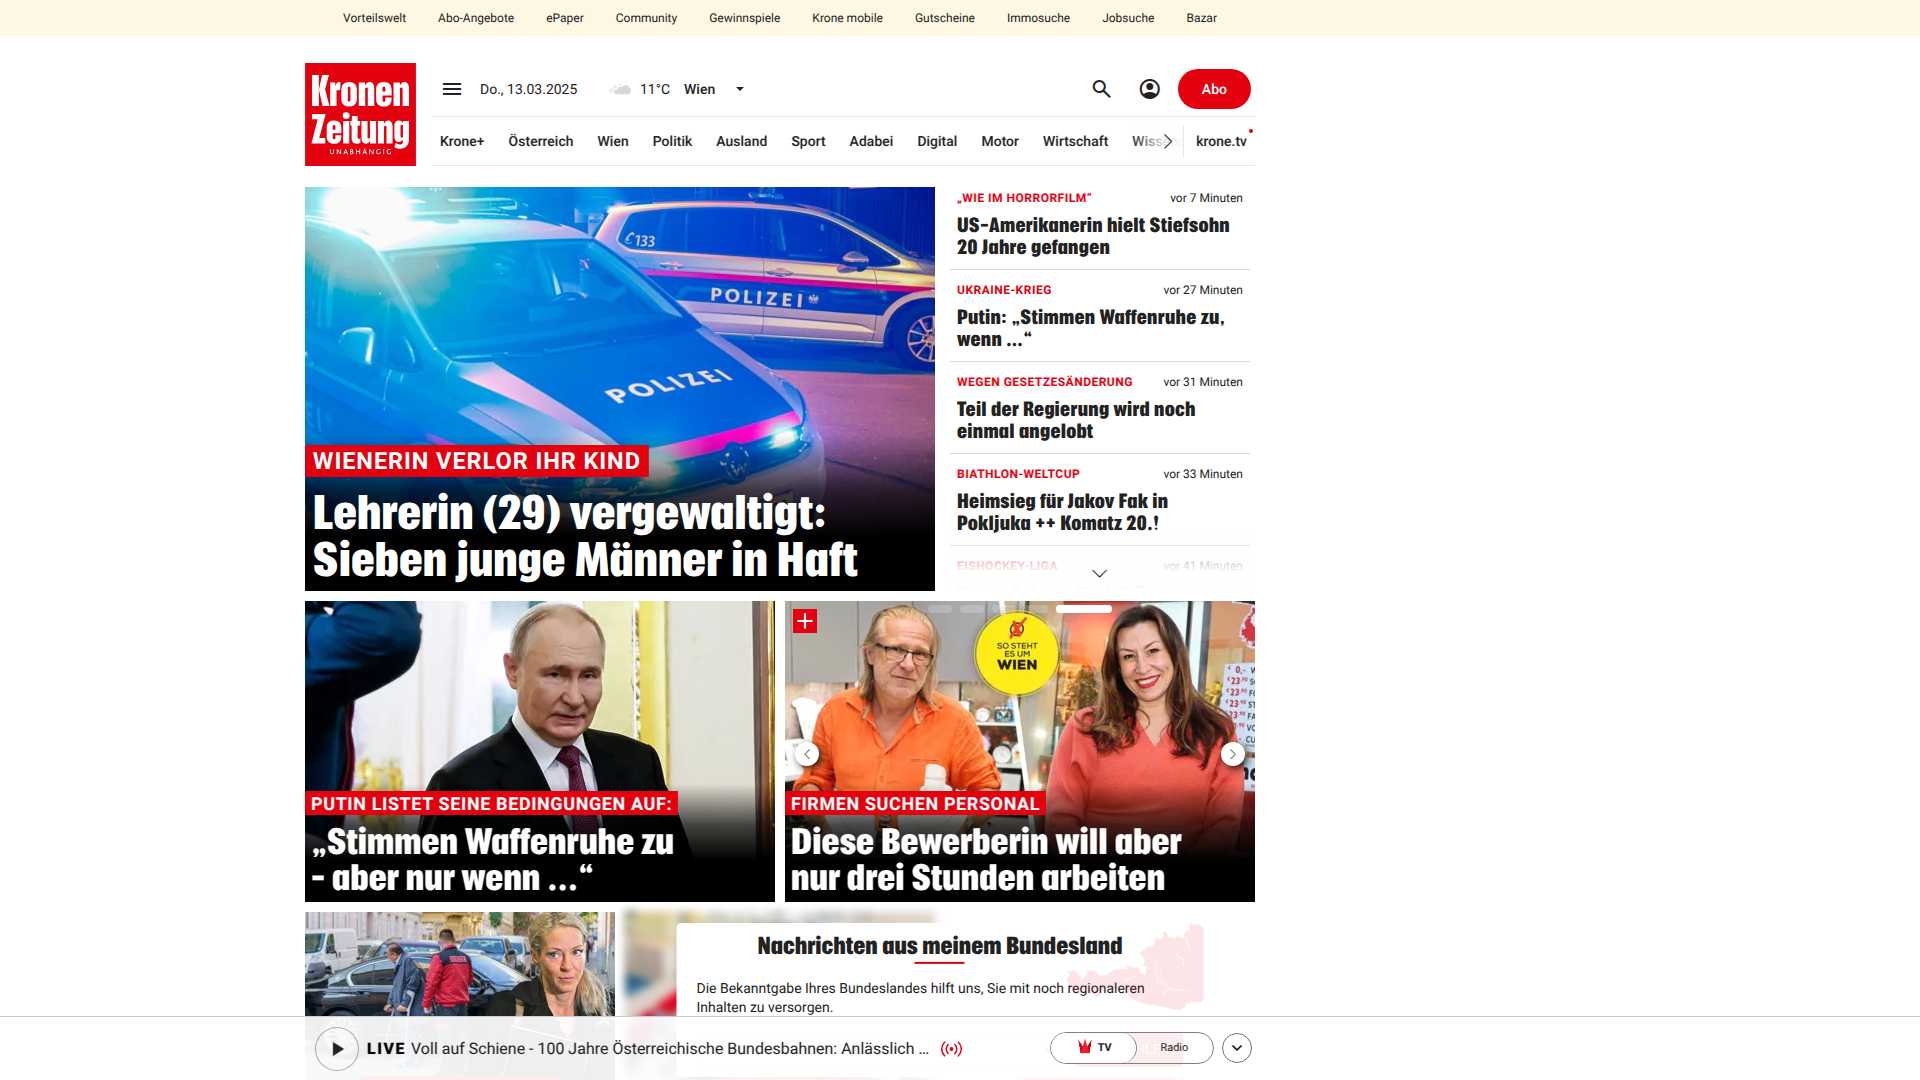 Vorteilswelt Abo-Angebote ePaper Community Gewinnspiele Krone mobile Gutscheine Immosuche Jobsuche Bazar
Kronen
Zeitung
UNABHÄNGIG
Do., 13.03.2025 11°C Wien
Abo
Krone+ Österreich Wien Politik Ausland Sport Adabei Digital Motor Wirtschaft krone.tv
133
POLIZEI
POLIZEI
WIENERIN VERLOR IHR KIND
Lehrerin (29) vergewaltigt:
Sieben junge Männer in Haft
„WIE IM HORRORFILM“ vor 7 Minuten
US-Amerikanerin hielt Stiefsohn
20 Jahre gefangen
UKRAINE-KRIEG vor 27 Minuten
Putin: „Stimmen Waffenruhe zu,
wenn ...“
WEGEN GESETZESÄNDERUNG vor 31 Minuten
Teil der Regierung wird noch
einmal angelobt
BIATHLON-WELTCUP vor 33 Minuten
Heimsieg für Jakov Fak in
Pokljuka ++ Komatz 20.!
EISHOCKEY-LIGA vor 41 Minuten
PUTIN LISTET SEINE BEDINGUNGEN AUF:
„Stimmen Waffenruhe zu
- aber nur wenn ...“
SO STEHT
ES UM
WIEN
FIRMEN SUCHEN PERSONAL
Diese Bewerberin will aber
nur drei Stunden arbeiten
Nachrichten aus meinem Bundesland
Die Bekanntgabe Ihres Bundeslandes hilft uns, Sie mit noch regionaleren
Inhalten zu versorgen.
LIVE Voll auf Schiene - 100 Jahre Österreichische Bundesbahnen: Anlässlich ...
TV Radio